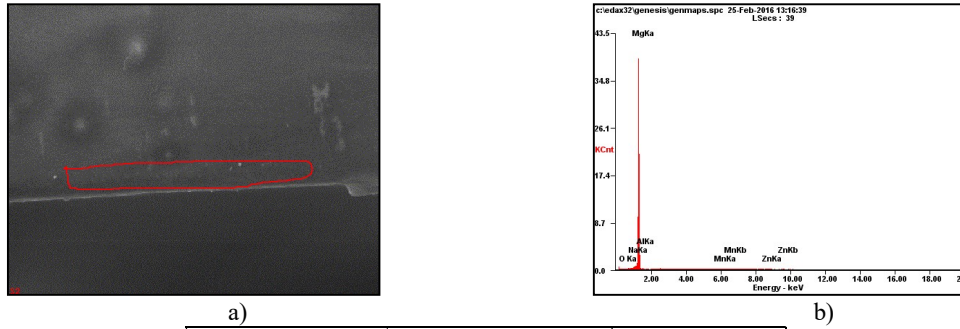 c:\edax32\genesis\genmaps.spc 25-Feb-2016 13:16:39
LSecs : 39
43.5
MgKa
34.8
26.1
KCnt
17.4
8.7
AlKa
NaKa
MnKb
ZnKb
O Ka
MnKa
ZnKa
0.0
2.00
4.00
6.00
8.00
10.00
12.00
14.00
16.00
18.00
20
Energy - keV
a)
b)